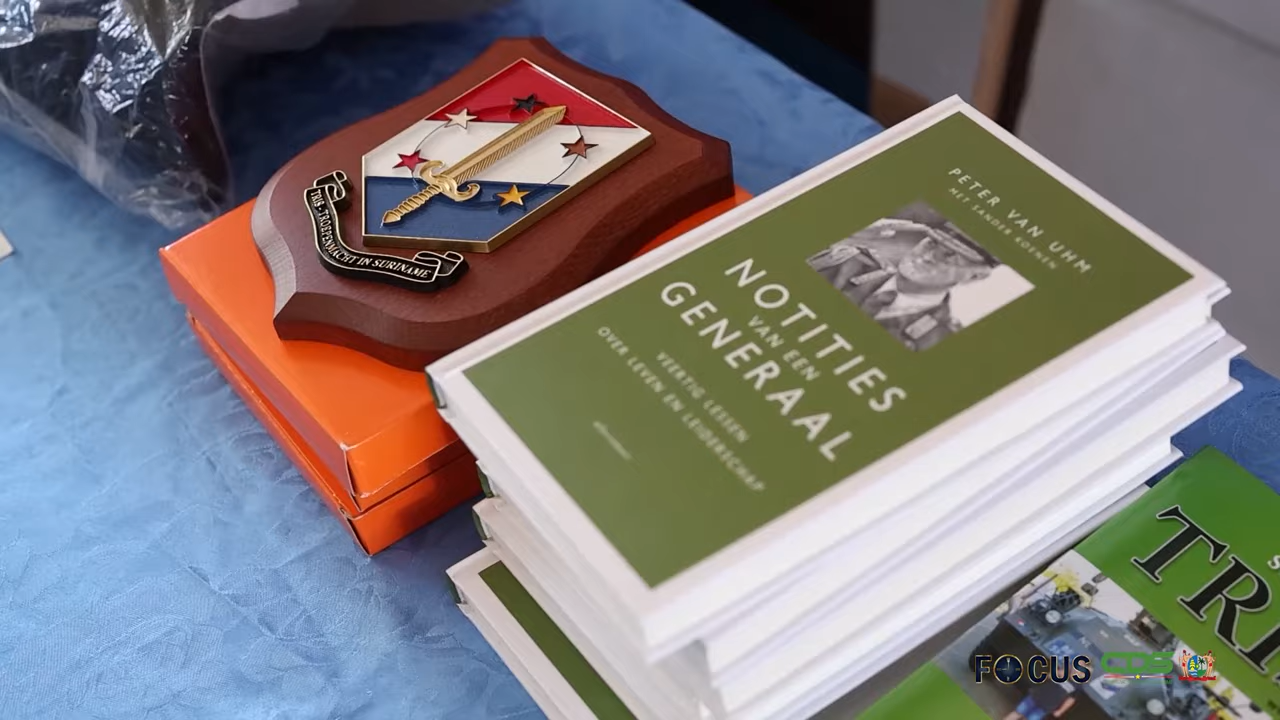 TRIS - TROEPENMACHT IN SURINAME
PETER VAN UHM
MET SANDER KOENEN
NOTITIES
VAN EEN
GENERAAL
VEERTIG LESSEN
OVER LEVEN EN LEIDERSCHAP
TRI
FOCUS CDS